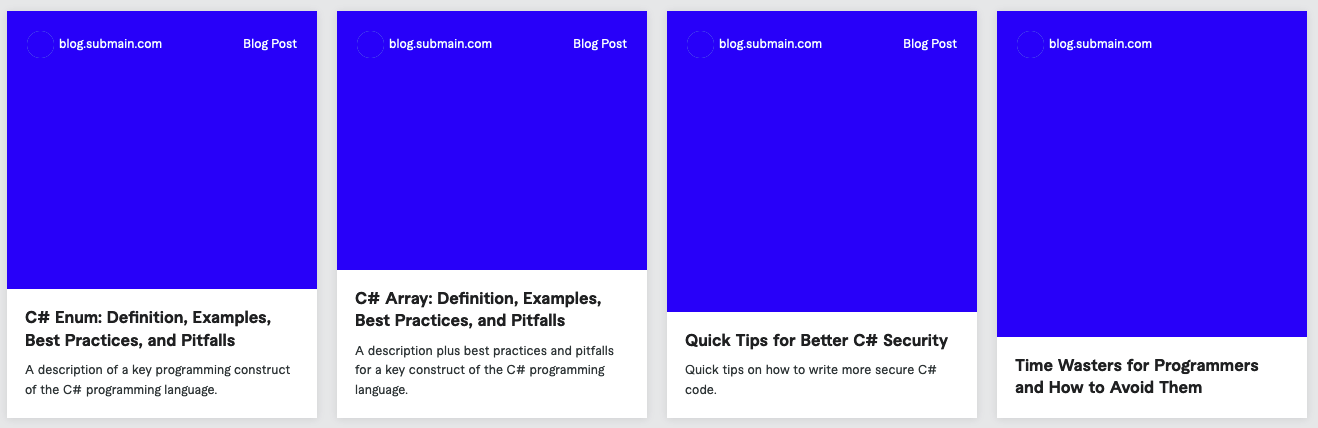 blog.submain.com Blog Post
C# Enum: Definition, Examples,
Best Practices, and Pitfalls
A description of a key programming construct
of the C# programming language.
blog.submain.com Blog Post
C# Array: Definition, Examples,
Best Practices, and Pitfalls
A description plus best practices and pitfalls
for a key construct of the C# programming
language.
blog.submain.com Blog Post
Quick Tips for Better C# Security
Quick tips on how to write more secure C#
code.
blog.submain.com
Time Wasters for Programmers
and How to Avoid Them